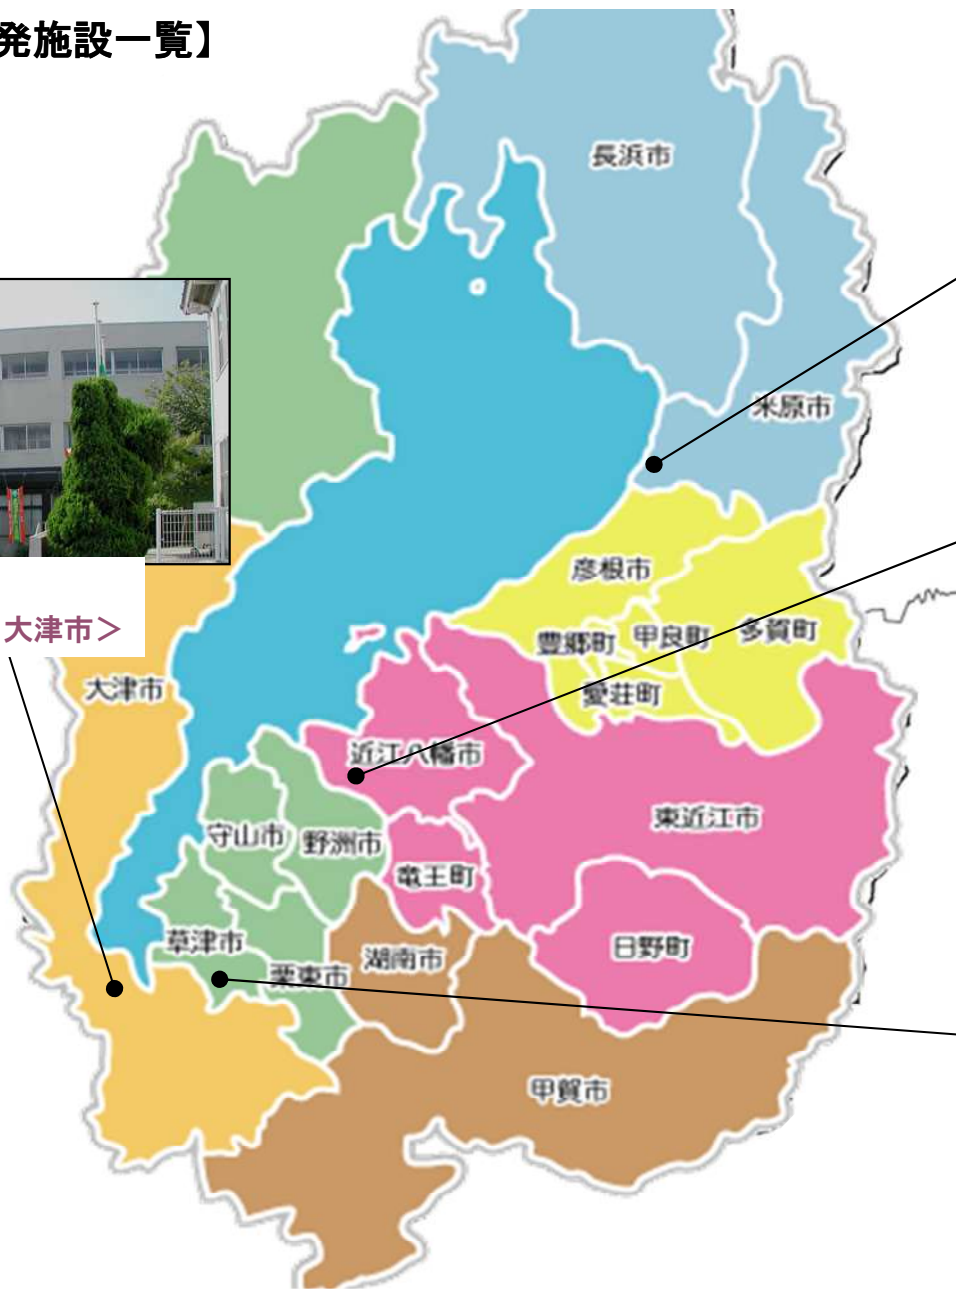 発施設一覧】
長浜市
米原市
彦根市
豊郷町
甲良町
多賀町
愛荘町
大津市＞
大津市
近江八幡市
東近江市
守山市
野洲市
竜王町
草津市
栗東市
湖南市
日野町
甲賀市